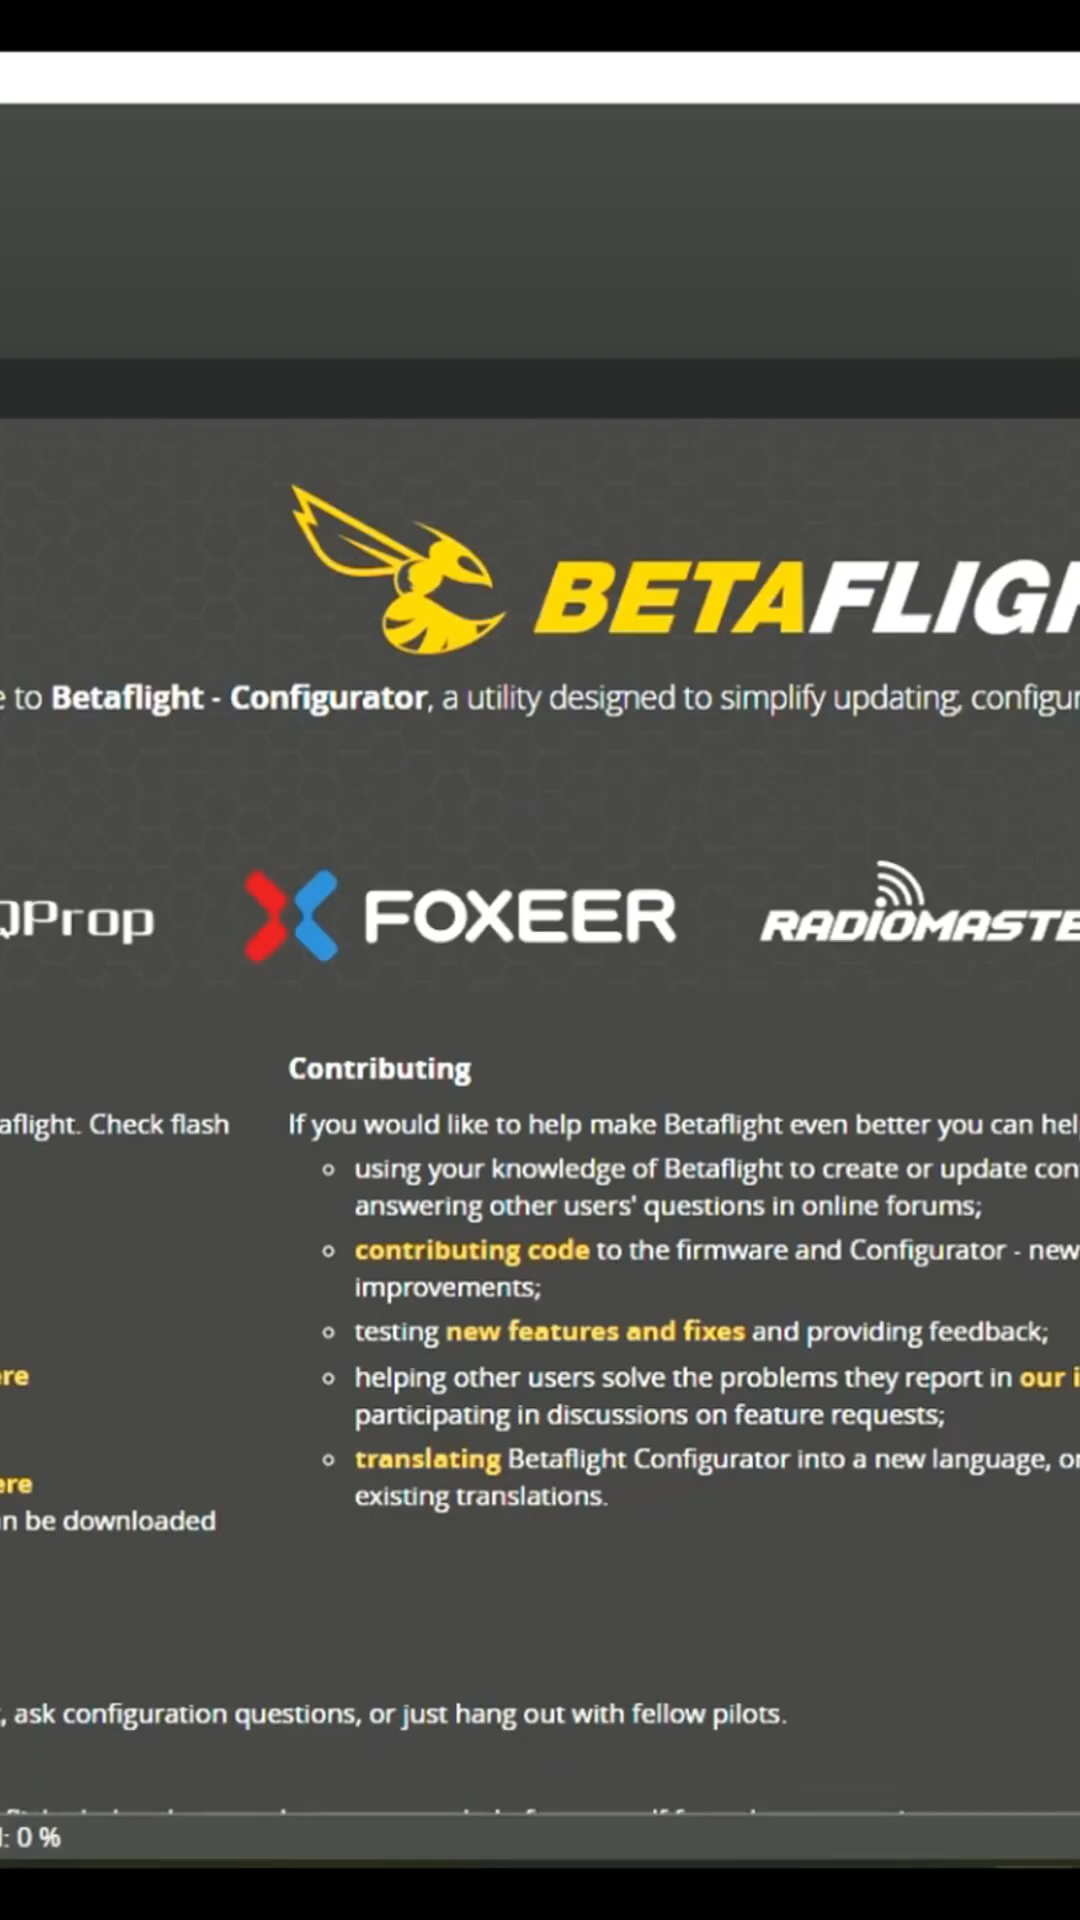 BETAFLIGH
e to Betaflight - Configurator, a utility designed to simplify updating, configur
QProp
FOXEER
RADIOMASTE
aflight. Check flash
ere
ere
n be downloaded
Contributing
If you would like to help make Betaflight even better you can hel
using your knowledge of Betaflight to create or update con
answering other users' questions in online forums;
contributing code to the firmware and Configurator - new
improvements;
testing new features and fixes and providing feedback;
helping other users solve the problems they report in our i
participating in discussions on feature requests;
translating Betaflight Configurator into a new language, or
existing translations.
, ask configuration questions, or just hang out with fellow pilots.
: 0 %